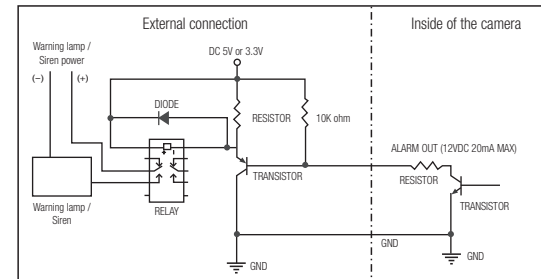 External connection
Inside of the camera
Warning lamp /
Siren power
(−) (+)
DC 5V or 3.3V
DIODE
RESISTOR
10K ohm
+ −
RELAY
TRANSISTOR
ALARM OUT (12VDC 20mA MAX)
RESISTOR
TRANSISTOR
Warning lamp /
Siren
GND
GND
GND